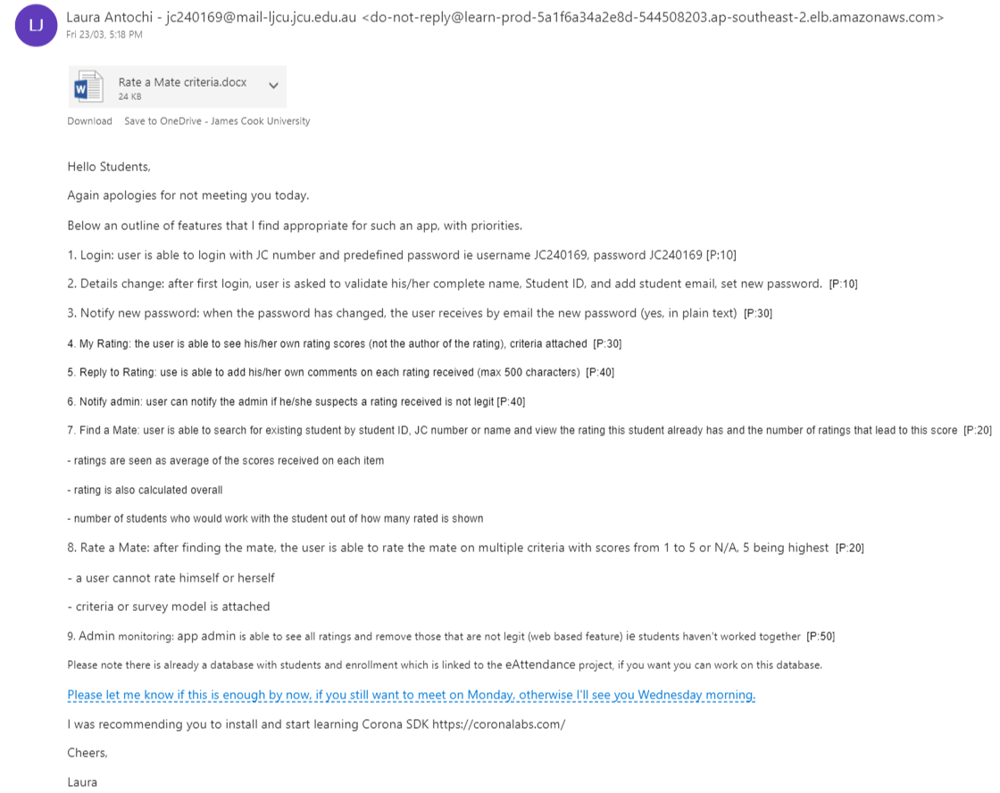 LJ
Laura Antochi - jc240169@mail-ljcu.jcu.edu.au <do-not-reply@learn-prod-5a1f6a34a2e8d-544508203.ap-southeast-2.elb.amazonaws.com>
Fri 23/03, 5:18 PM
W
Rate a Mate criteria.docx
24 KB
Download Save to OneDrive - James Cook University
Hello Students,
Again apologies for not meeting you today.
Below an outline of features that I find appropriate for such an app, with priorities.
1. Login: user is able to login with JC number and predefined password ie username JC240169, password JC240169 [P:10]
2. Details change: after first login, user is asked to validate his/her complete name, Student ID, and add student email, set new password. [P:10]
3. Notify new password: when the password has changed, the user receives by email the new password (yes, in plain text) [P:30]
4. My Rating: the user is able to see his/her own rating scores (not the author of the rating), criteria attached [P:30]
5. Reply to Rating: use is able to add his/her own comments on each rating received (max 500 characters) [P:40]
6. Notify admin: user can notify the admin if he/she suspects a rating received is not legit [P:40]
7. Find a Mate: user is able to search for existing student by student ID, JC number or name and view the rating this student already has and the number of ratings that lead to this score [P:20]
- ratings are seen as average of the scores received on each item
- rating is also calculated overall
- number of students who would work with the student out of how many rated is shown
8. Rate a Mate: after finding the mate, the user is able to rate the mate on multiple criteria with scores from 1 to 5 or N/A, 5 being highest [P:20]
- a user cannot rate himself or herself
- criteria or survey model is attached
9. Admin monitoring: app admin is able to see all ratings and remove those that are not legit (web based feature) ie students haven't worked together [P:50]
Please note there is already a database with students and enrollment which is linked to the eAttendance project, if you want you can work on this database.
Please let me know if this is enough by now, if you still want to meet on Monday, otherwise I'll see you Wednesday morning.
I was recommending you to install and start learning Corona SDK https://coronalabs.com/
Cheers,
Laura